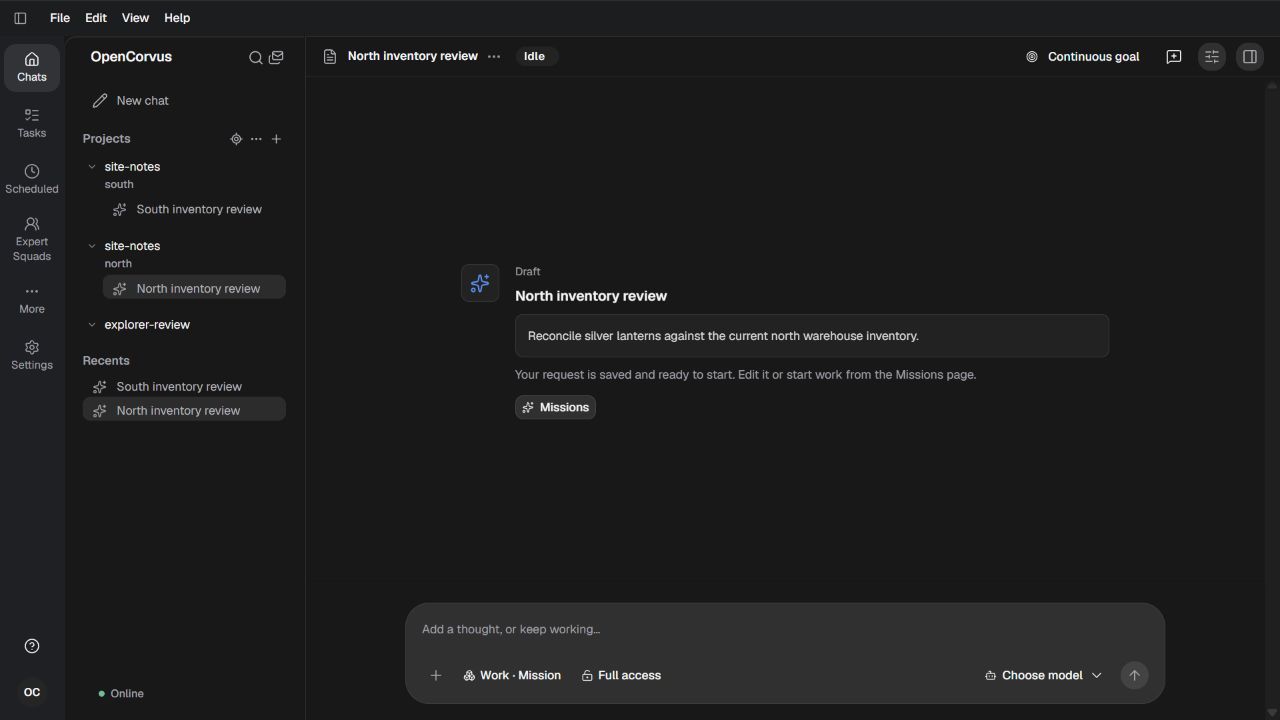 File Edit View Help
OpenCorvus
Chats
Tasks
Scheduled
Expert
Squads
More
Settings
OC
New chat
Projects
site-notes
south
South inventory review
site-notes
north
North inventory review
explorer-review
Recents
South inventory review
North inventory review
Online
North inventory review
Idle
Continuous goal
Draft
North inventory review
Reconcile silver lanterns against the current north warehouse inventory.
Your request is saved and ready to start. Edit it or start work from the Missions page.
Missions
Add a thought, or keep working...
Work · Mission Full access Choose model